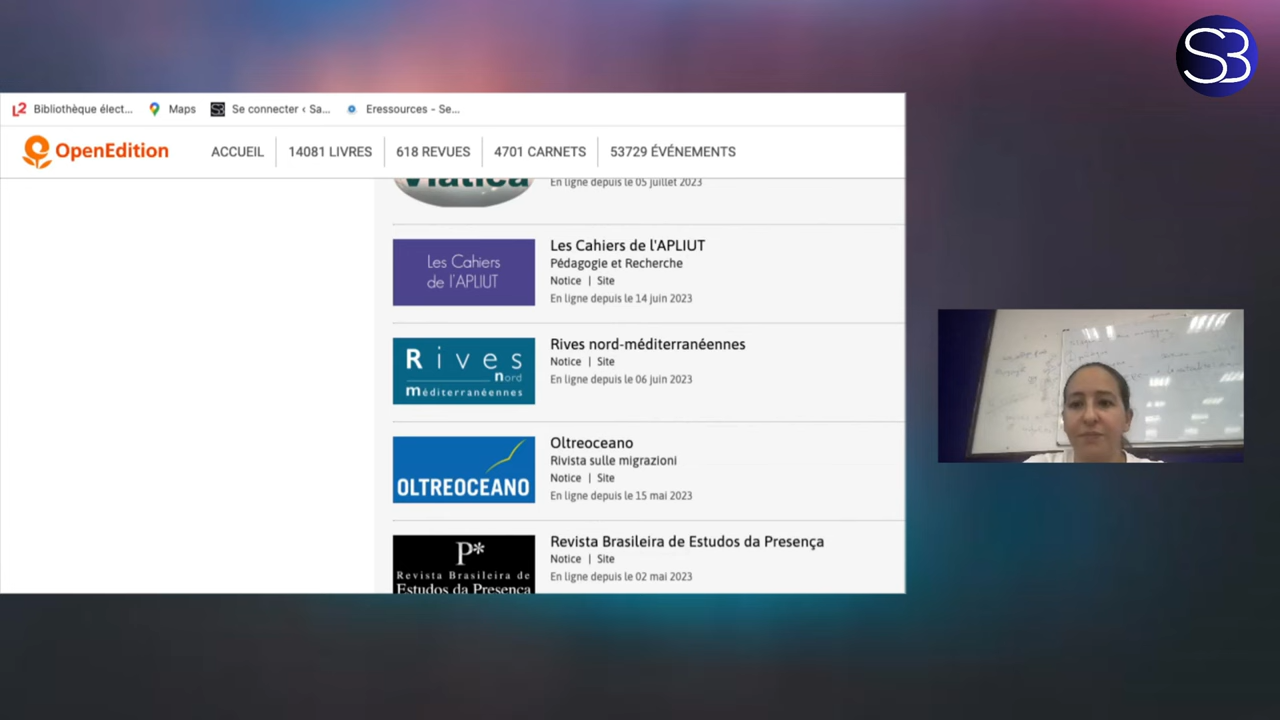 SB
Bibliothèque élect...
Maps
Se connecter ‹ Sa...
Eressources - Se...
OpenEdition
ACCUEIL
14081 LIVRES
618 REVUES
4701 CARNETS
53729 ÉVÉNEMENTS
Viatica
En ligne depuis le 05 juillet 2023
Les Cahiers
de l'APLIUT
Les Cahiers de l'APLIUT
Pédagogie et Recherche
Notice | Site
En ligne depuis le 14 juin 2023
Rives
nord
méditerranéennes
Rives nord-méditerranéennes
Notice | Site
En ligne depuis le 06 juin 2023
OLTREOCEANO
Oltreoceano
Rivista sulle migrazioni
Notice | Site
En ligne depuis le 15 mai 2023
P*
Revista Brasileira de
Estudos da Presença
Revista Brasileira de Estudos da Presença
Notice | Site
En ligne depuis le 02 mai 2023